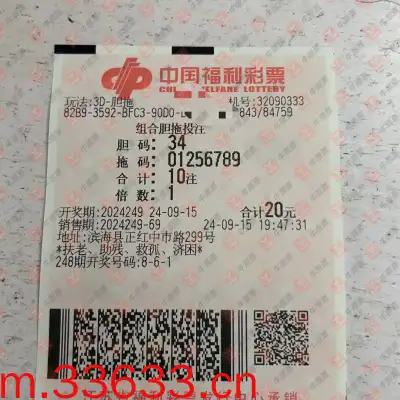 中国福利彩票
CHINA WELFARE LOTTERY
玩法:3D-胆拖
机号:32090333
82B9-3592-BFC3-90D0-
843/84759
组合胆拖投注
胆 码: 34
拖 码: 01256789
合 计: 10注
倍 数: 1
开奖期:2024249 24-09-15 合计20元
销售期:2024249-69 24-09-15 19:47:31
地址:滨海县正红中市路299号
*扶老、助残、救孤、济困*
248期开奖号码:8-6-1
m.33633.cn